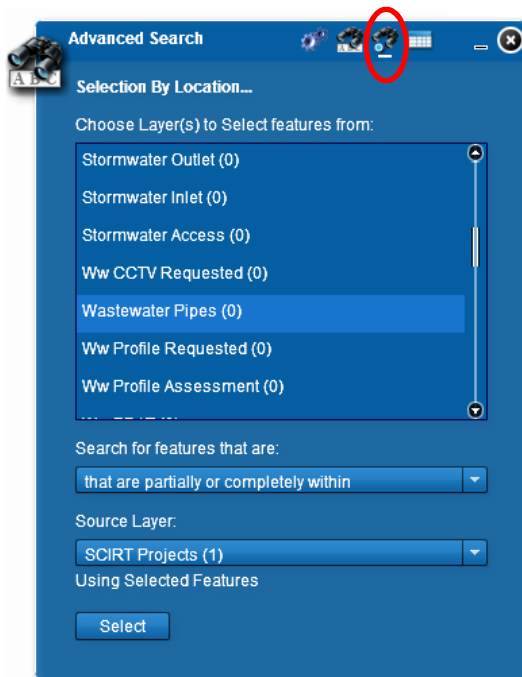 Advanced Search
ABC
Selection By Location...
Choose Layer(s) to Select features from:
Stormwater Outlet (0)
Stormwater Inlet (0)
Stormwater Access (0)
Ww CCTV Requested (0)
Wastewater Pipes (0)
Ww Profile Requested (0)
Ww Profile Assessment (0)
Search for features that are:
that are partially or completely within
Source Layer:
SCIRT Projects (1)
Using Selected Features
Select